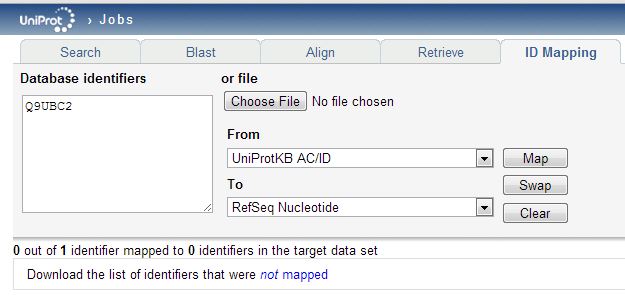 UniProt › Jobs
Search Blast Align Retrieve ID Mapping
Database identifiers or file
Q9UBC2
Choose File No file chosen
From
UniProtKB AC/ID Map
To Swap
RefSeq Nucleotide Clear
0 out of 1 identifier mapped to 0 identifiers in the target data set
Download the list of identifiers that were not mapped